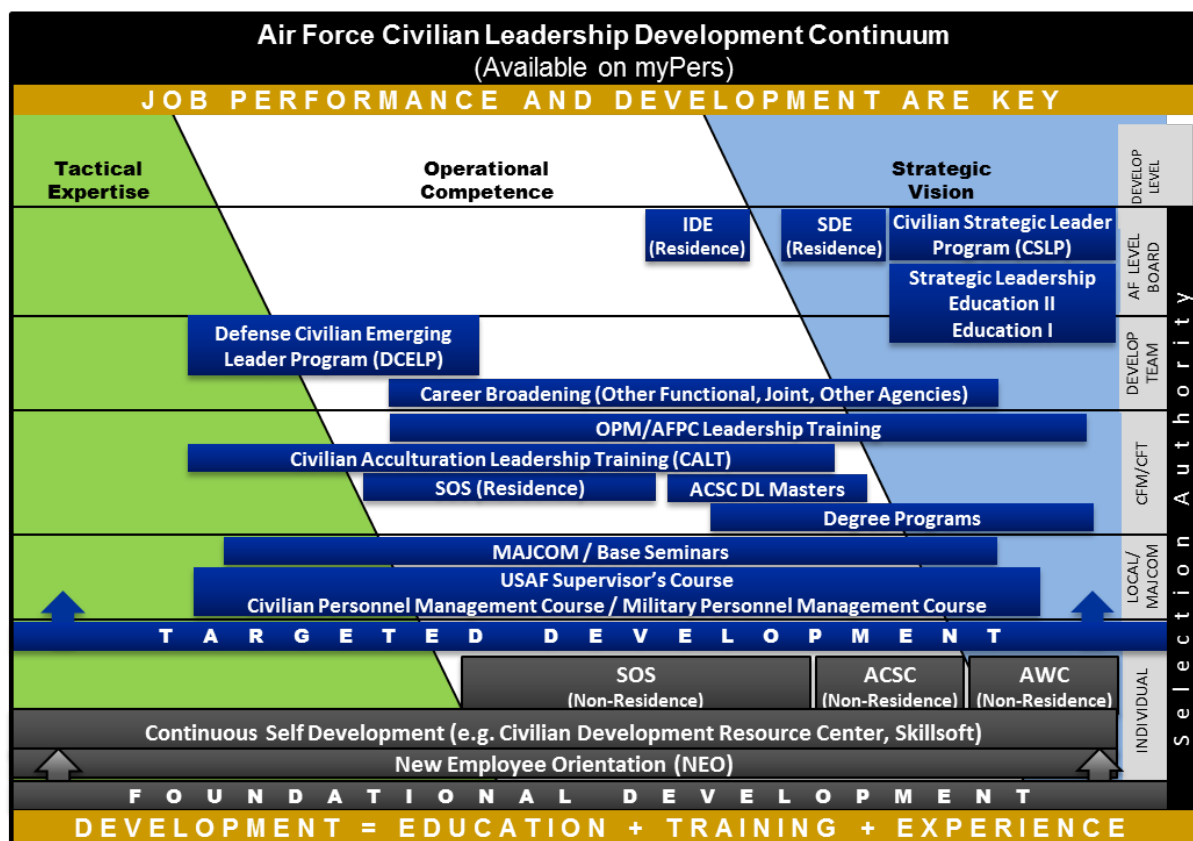 Air Force Civilian Leadership Development Continuum
(Available on myPers)
JOB PERFORMANCE AND DEVELOPMENT ARE KEY
Tactical
Expertise
Operational
Competence
Strategic
Vision
DEVELOP
LEVEL
IDE
(Residence)
SDE
(Residence)
Civilian Strategic Leader
Program (CSLP)
Strategic Leadership
Education II
Education I
AF LEVEL
BOARD
Defense Civilian Emerging
Leader Program (DCELP)
Career Broadening (Other Functional, Joint, Other Agencies)
DEVELOP
TEAM
OPM/AFPC Leadership Training
Civilian Acculturation Leadership Training (CALT)
SOS (Residence)
ACSC DL Masters
Degree Programs
CFM/CFT
MAJCOM / Base Seminars
USAF Supervisor's Course
Civilian Personnel Management Course / Military Personnel Management Course
LOCAL/
MAJCOM
TARGETED DEVELOPMENT
SOS
(Non-Residence)
ACSC
(Non-Residence)
AWC
(Non-Residence)
Continuous Self Development (e.g. Civilian Development Resource Center, Skillsoft)
New Employee Orientation (NEO)
INDIVIDUAL
Selection Authority
FOUNDATIONAL DEVELOPMENT
DEVELOPMENT = EDUCATION + TRAINING + EXPERIENCE